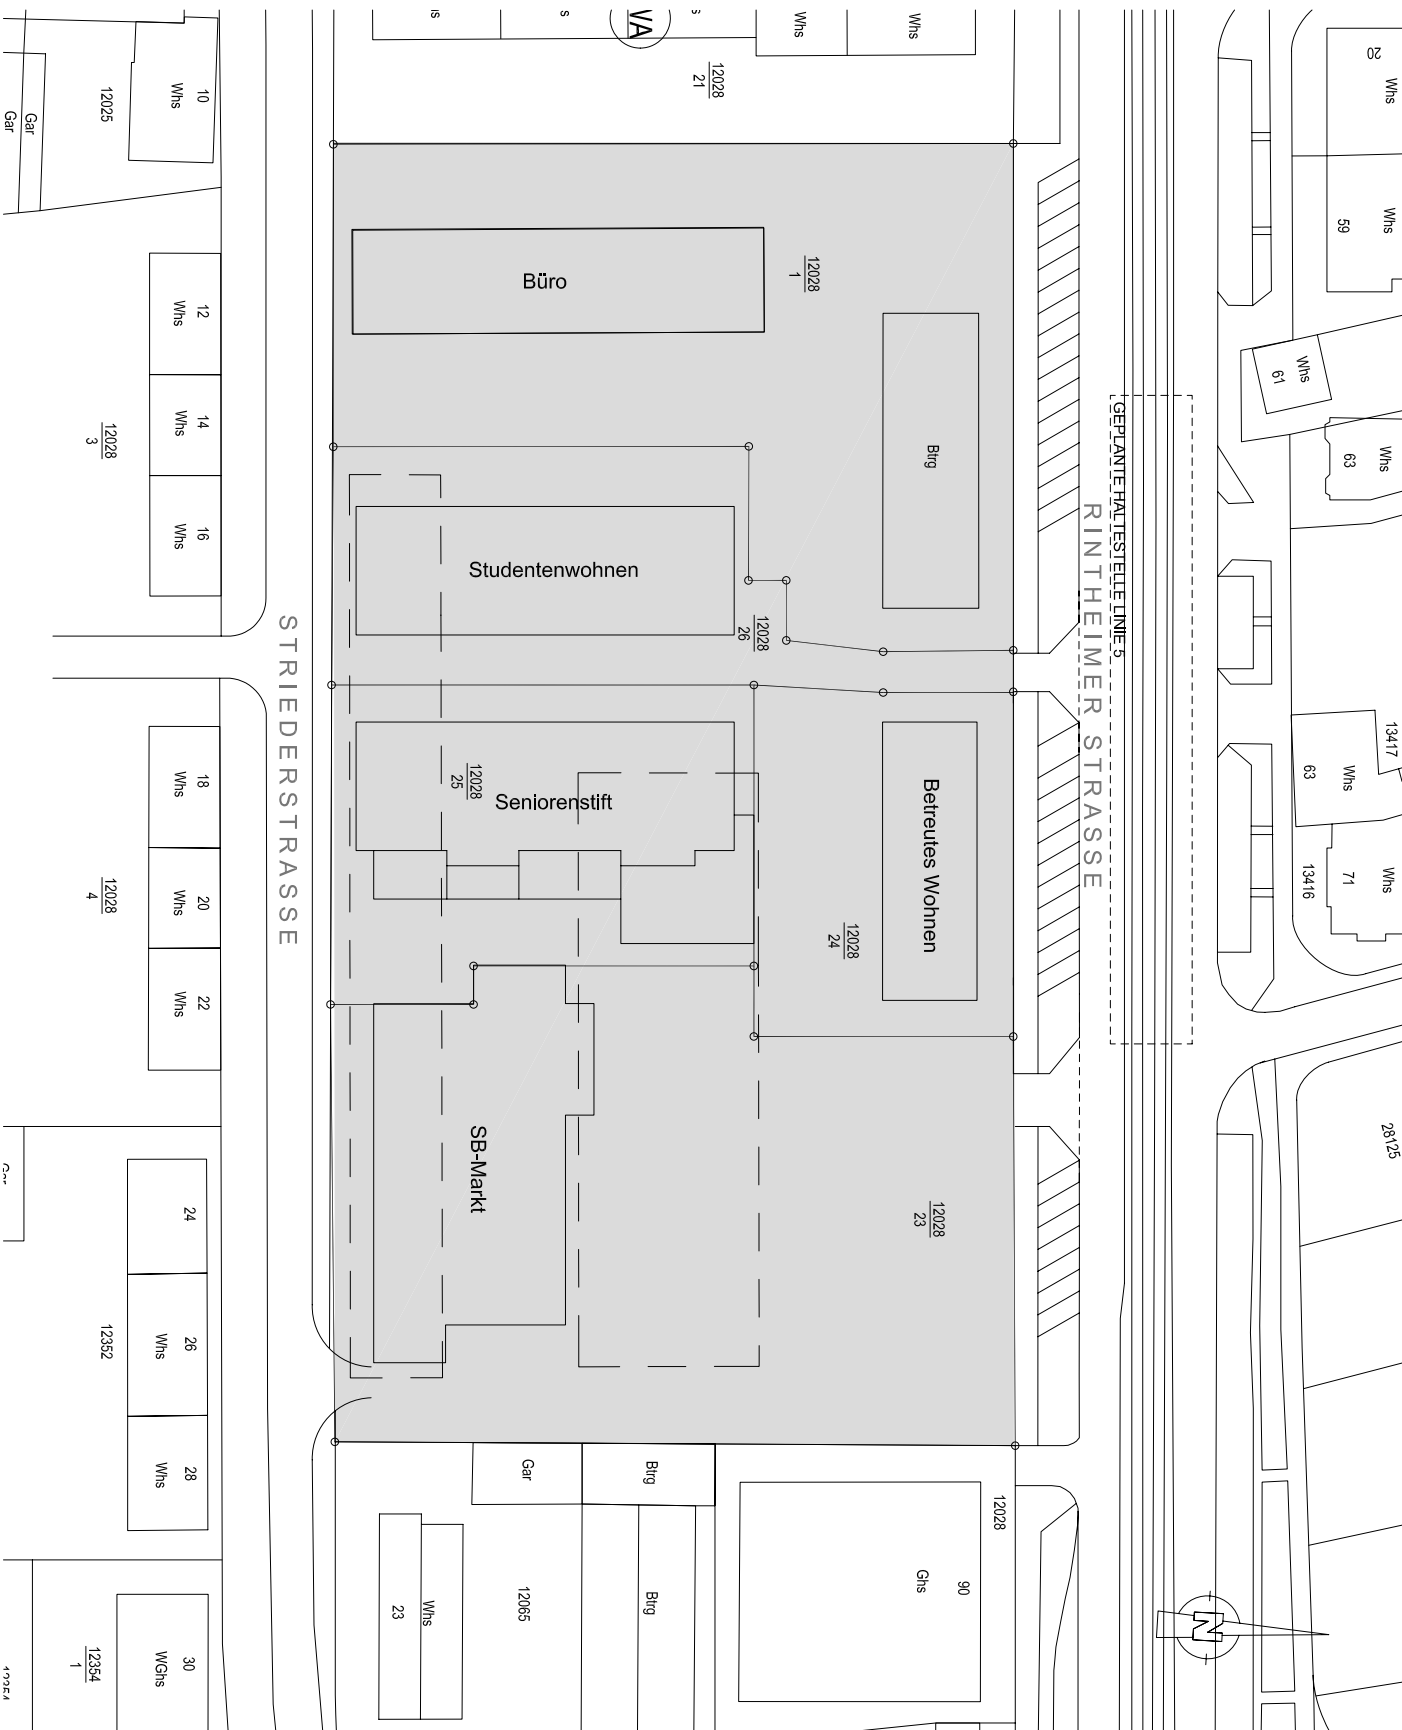 Whs
Whs
VA
12028
21
10
Whs
12025
Gar
Gar
20
Whs
59
Whs
Büro
12028
1
12
Whs
14
Whs
16
Whs
12028
3
Btrg
GEPLANTE HALTESTELLE LINIE 5
RINTHEIMER STRASSE
61
Whs
63
Whs
Studentenwohnen
12028
26
STRIEDERSTRASSE
12028
25
Seniorenstift
Betreutes Wohnen
12028
24
13417
63
Whs
71
Whs
13416
18
Whs
20
Whs
22
Whs
12028
4
SB-Markt
12028
23
28125
24
26
Whs
28
Whs
12352
Gar
Btrg
12028
90
Ghs
Whs
23
12065
Btrg
30
WGhs
12354
1
N